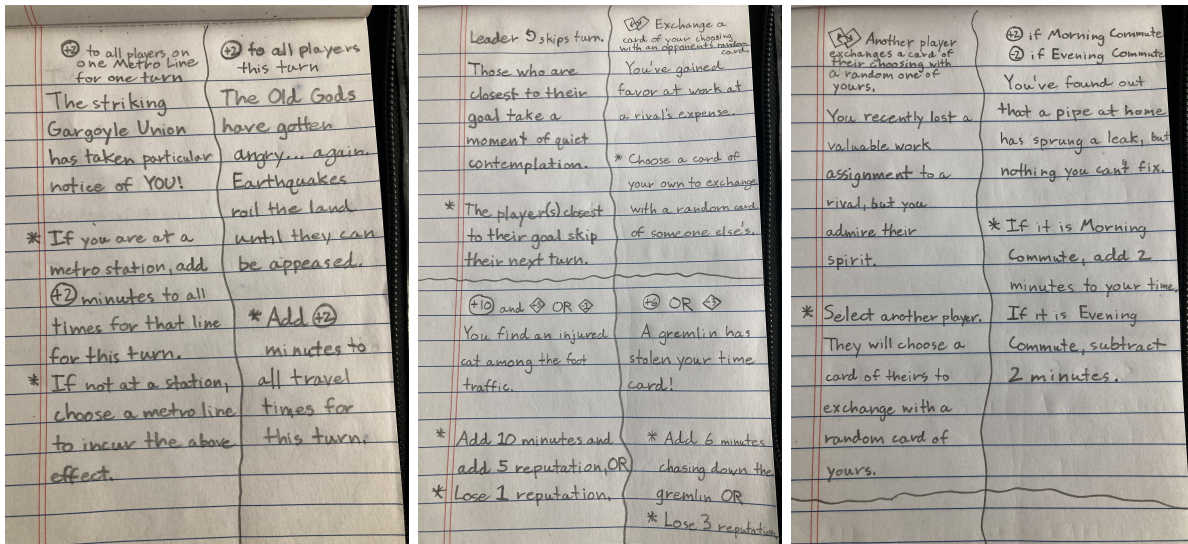 +2 to all players on
one Metro Line
for one turn
The striking
Gargoyle Union
has taken particular
notice of YOU!
* If you are at a
metro station, add
+2 minutes to all
times for that line
for this turn.
* If not at a station,
choose a metro line
to incur the above
effect.
+2 to all players
this turn
The Old Gods
have gotten
angry... again.
Earthquakes
roil the land
until they can
be appeased.
* Add +2
minutes to
all travel
times for
this turn.
Leader skips turn.
Those who are
closest to their
goal take a
moment of quiet
contemplation.
* The player(s) closest
to their goal skip
their next turn.
Exchange a
card of your choosing
with an opponent's random
card.
You've gained
favor at work at
a rival's expense.
* Choose a card of
your own to exchange
with a random card
of someone else's.
+10 and +5 OR -1
You find an injured
cat among the foot
traffic.
* Add 10 minutes and
add 5 reputation, OR
* Lose 1 reputation.
+6 OR -3
A gremlin has
stolen your time
card!
* Add 6 minutes
chasing down the
gremlin OR
* Lose 3 reputation
Another player
exchanges a card of
their choosing with
a random one of
yours.
You recently lost a
valuable work
assignment to a
rival, but you
admire their
spirit.
* Select another player.
They will choose a
card of theirs to
exchange with a
random card of
yours.
+2 if Morning Commute
-2 if Evening Commute
You've found out
that a pipe at home
has sprung a leak, but
nothing you can't fix.
* If it is Morning
Commute, add 2
minutes to your time.
If it is Evening
Commute, subtract
2 minutes.